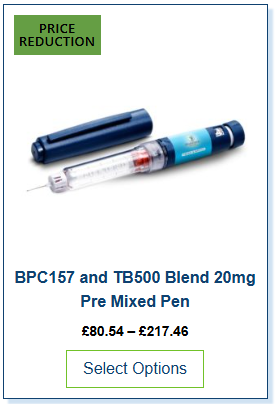 PRICE
REDUCTION
BPC157 and TB500 Blend 20mg
Pre Mixed Pen
£80.54 – £217.46
Select Options